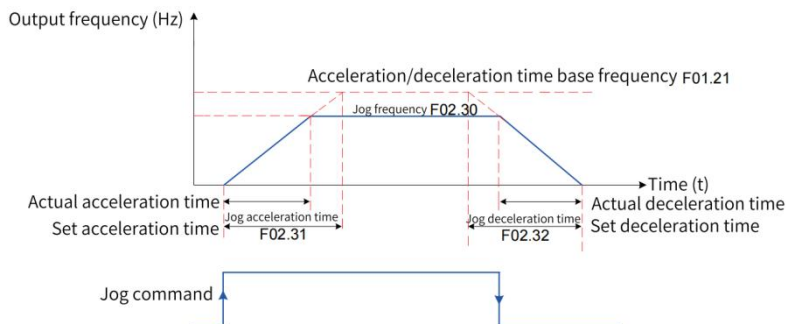 Output frequency (Hz)
Acceleration/deceleration time base frequency F01.21
Jog frequency F02.30
Time (t)
Actual acceleration time
Actual deceleration time
Jog acceleration time
Jog deceleration time
Set acceleration time
F02.31
F02.32
Set deceleration time
Jog command